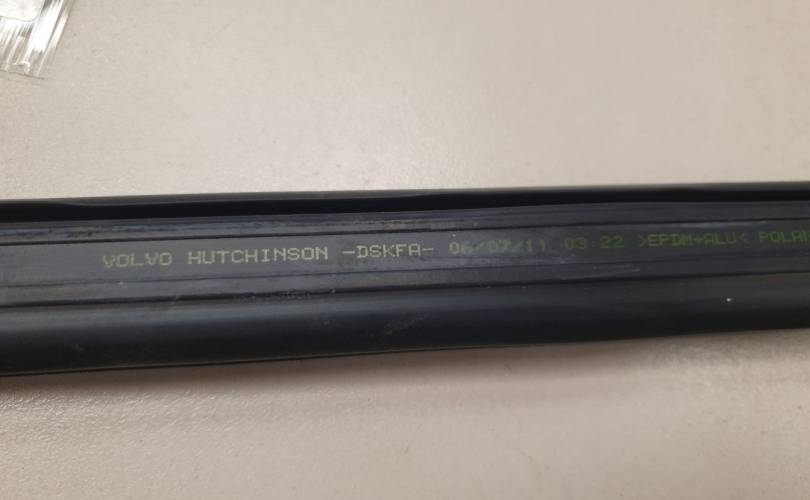 VOLVO HUTCHINSON -DSKFA- 06/07/11 03:22 >EPDM+ALU< POLAN